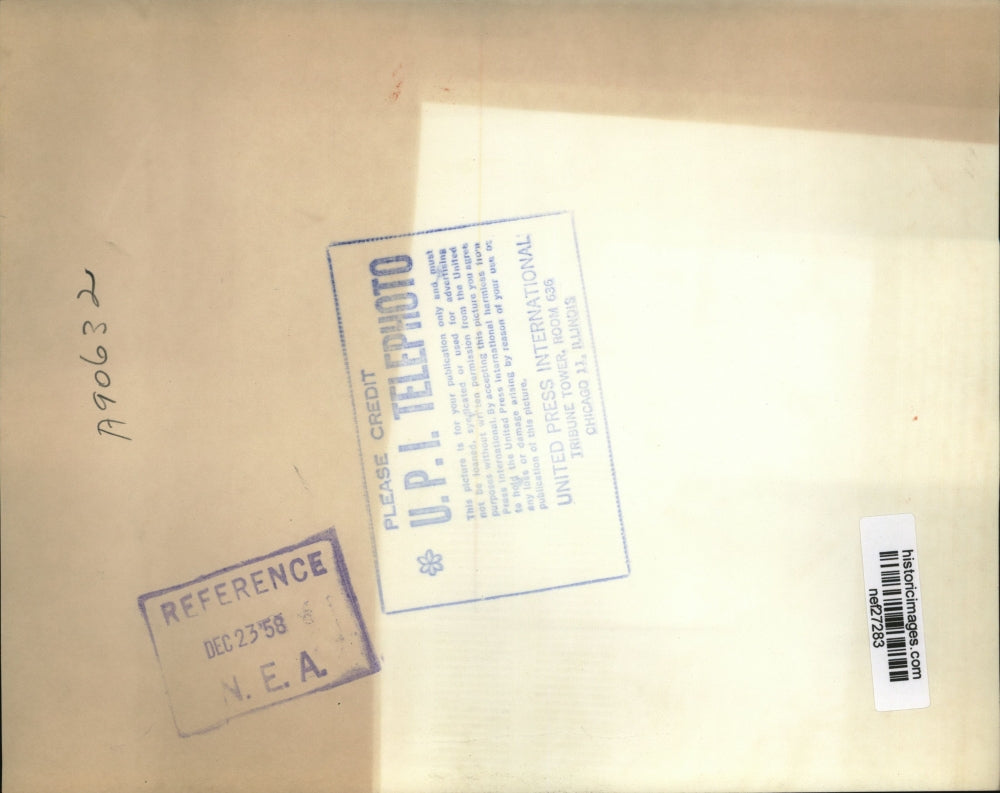 A90632
PLEASE CREDIT
U.P.I. TELEPHOTO
This picture is for your publication only and must
not be loaned, syndicated or used for advertising
purposes without written permission from the United
Press International. By accepting this picture you agree
to hold the United Press International harmless from
any loss or damage arising by reason of your use or
publication of this picture.
UNITED PRESS INTERNATIONAL
TRIBUNE TOWER, ROOM 636
CHICAGO 11, ILLINOIS
REFERENCE
DEC 23 '58
N. E. A.
historicimages.com
nef27283